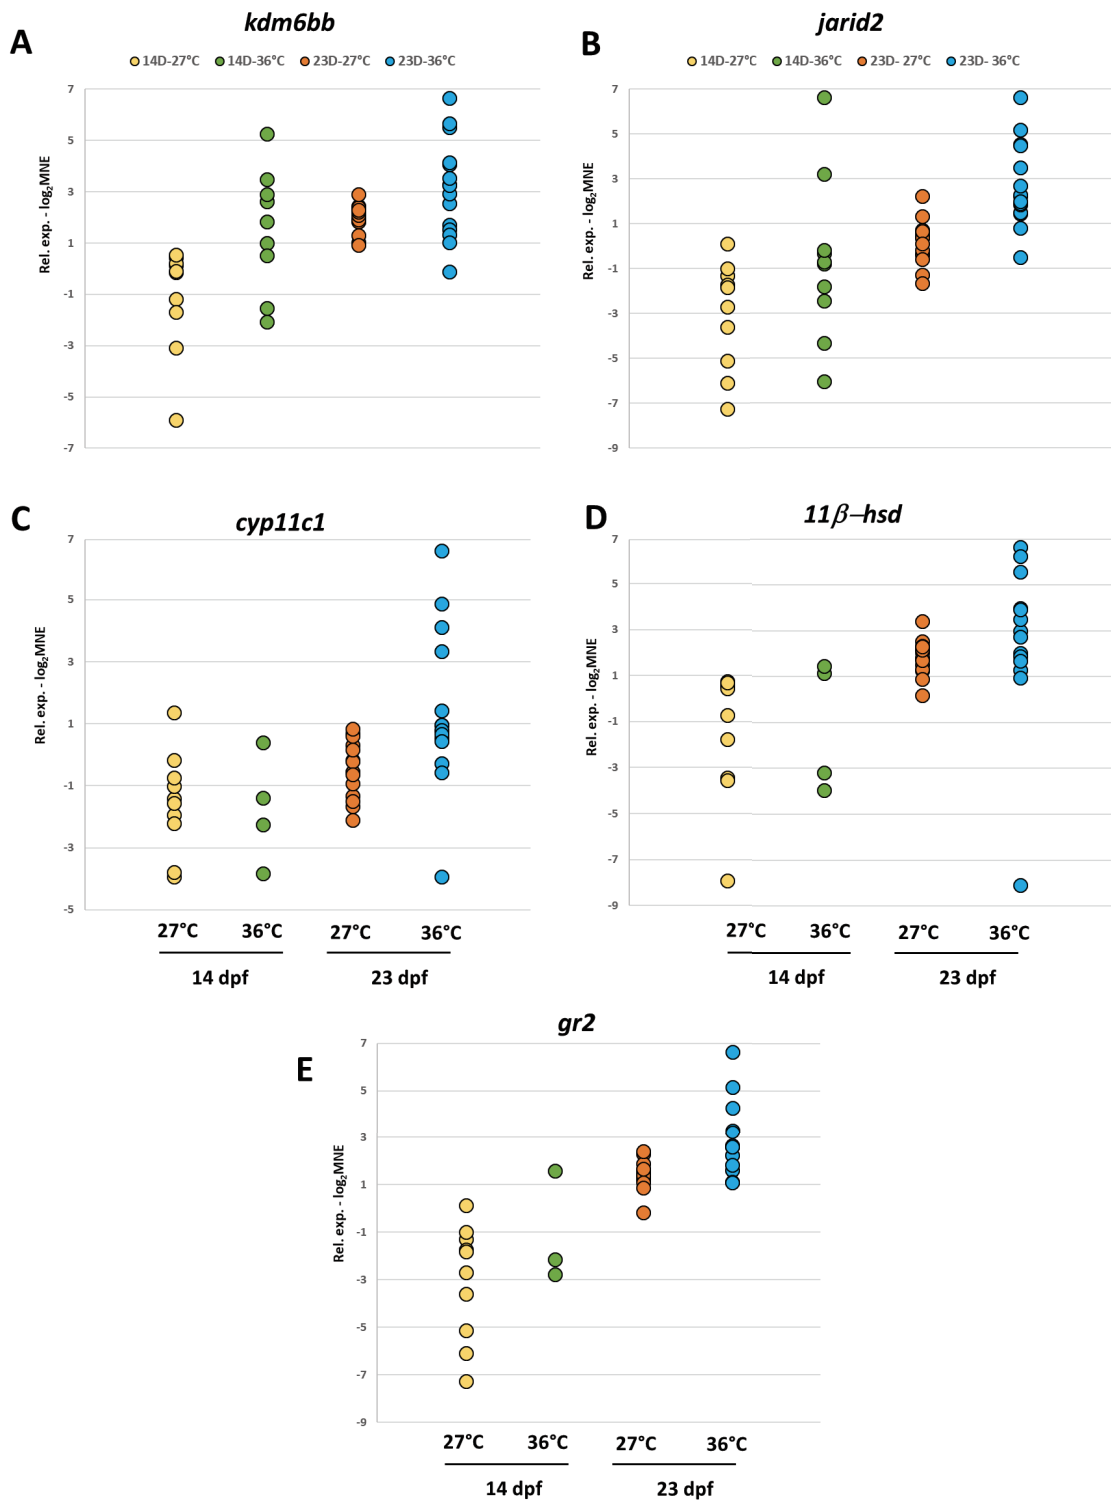 A
kdm6bb
14D-27°C 14D-36°C 23D-27°C 23D-36°C
Rel. exp. - log₂MNE
7
5
3
1
-1
-3
-5
-7
B
jarid2
14D-27°C 14D-36°C 23D- 27°C 23D- 36°C
Rel. exp. - log₂MNE
7
5
3
1
-1
-3
-5
-7
-9
C
cyp11c1
Rel. exp. - log₂MNE
7
5
3
1
-1
-3
-5
27°C 36°C 27°C 36°C
14 dpf 23 dpf
D
11β–hsd
Rel. exp. - log₂MNE
7
5
3
1
-1
-3
-5
-7
-9
27°C 36°C 27°C 36°C
14 dpf 23 dpf
E
gr2
Rel. exp. - log₂MNE
7
5
3
1
-1
-3
-5
-7
-9
27°C 36°C 27°C 36°C
14 dpf 23 dpf